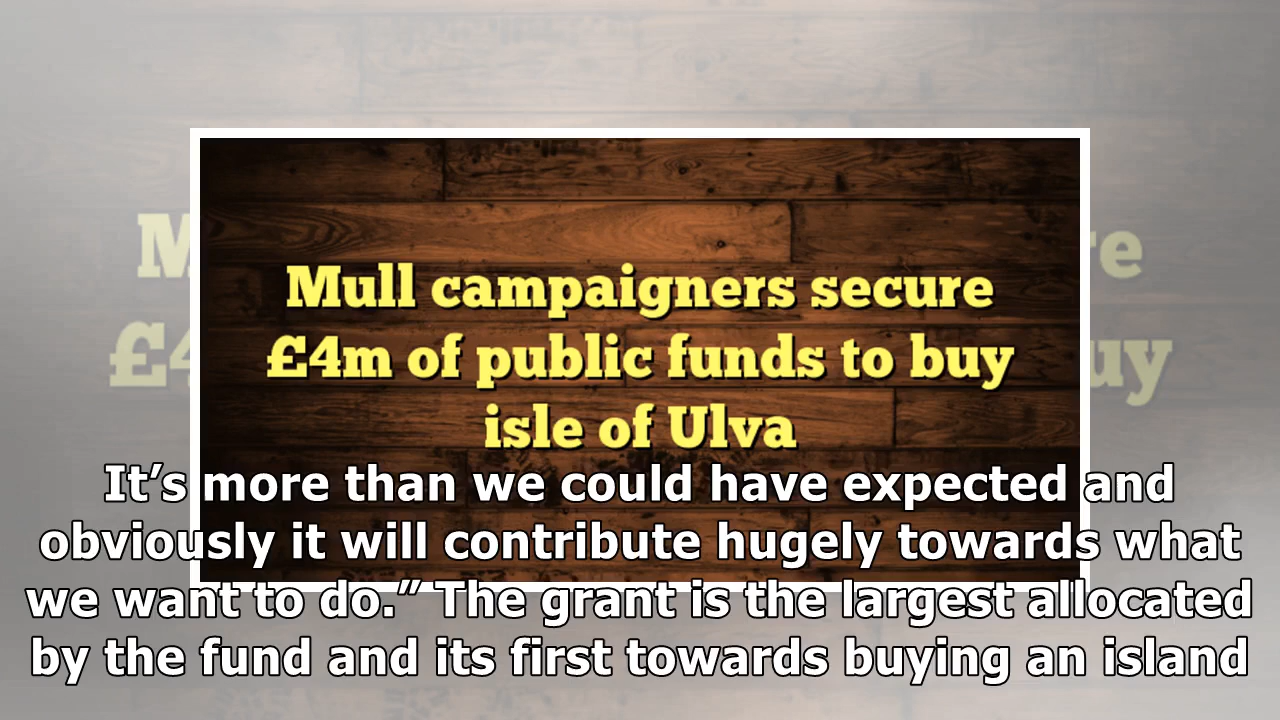 Mull campaigners secure
£4m of public funds to buy
isle of Ulva
It’s more than we could have expected and
obviously it will contribute hugely towards what
we want to do.” The grant is the largest allocated
by the fund and its first towards buying an island